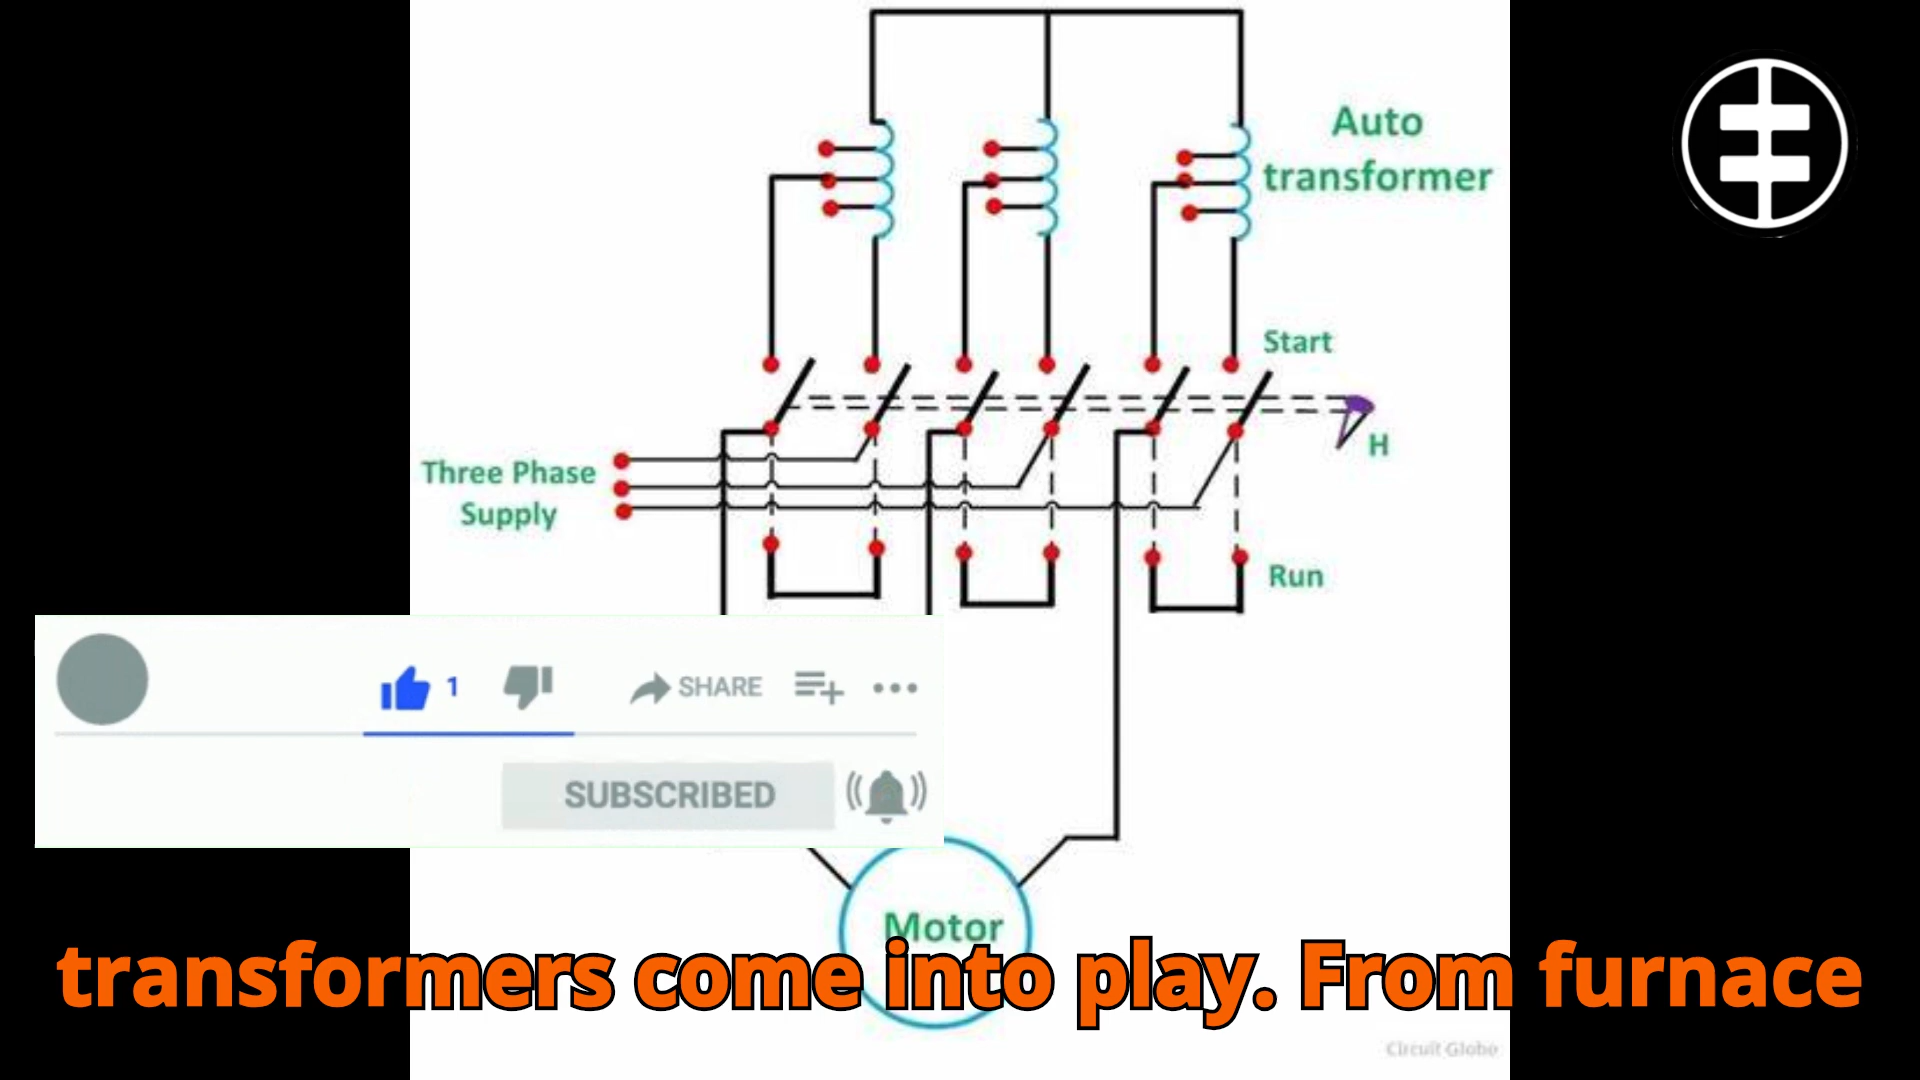 Auto
transformer
Start
H
Three Phase
Supply
Run
1
SHARE
SUBSCRIBED
Motor
transformers come into play. From furnace
Circuit Globe